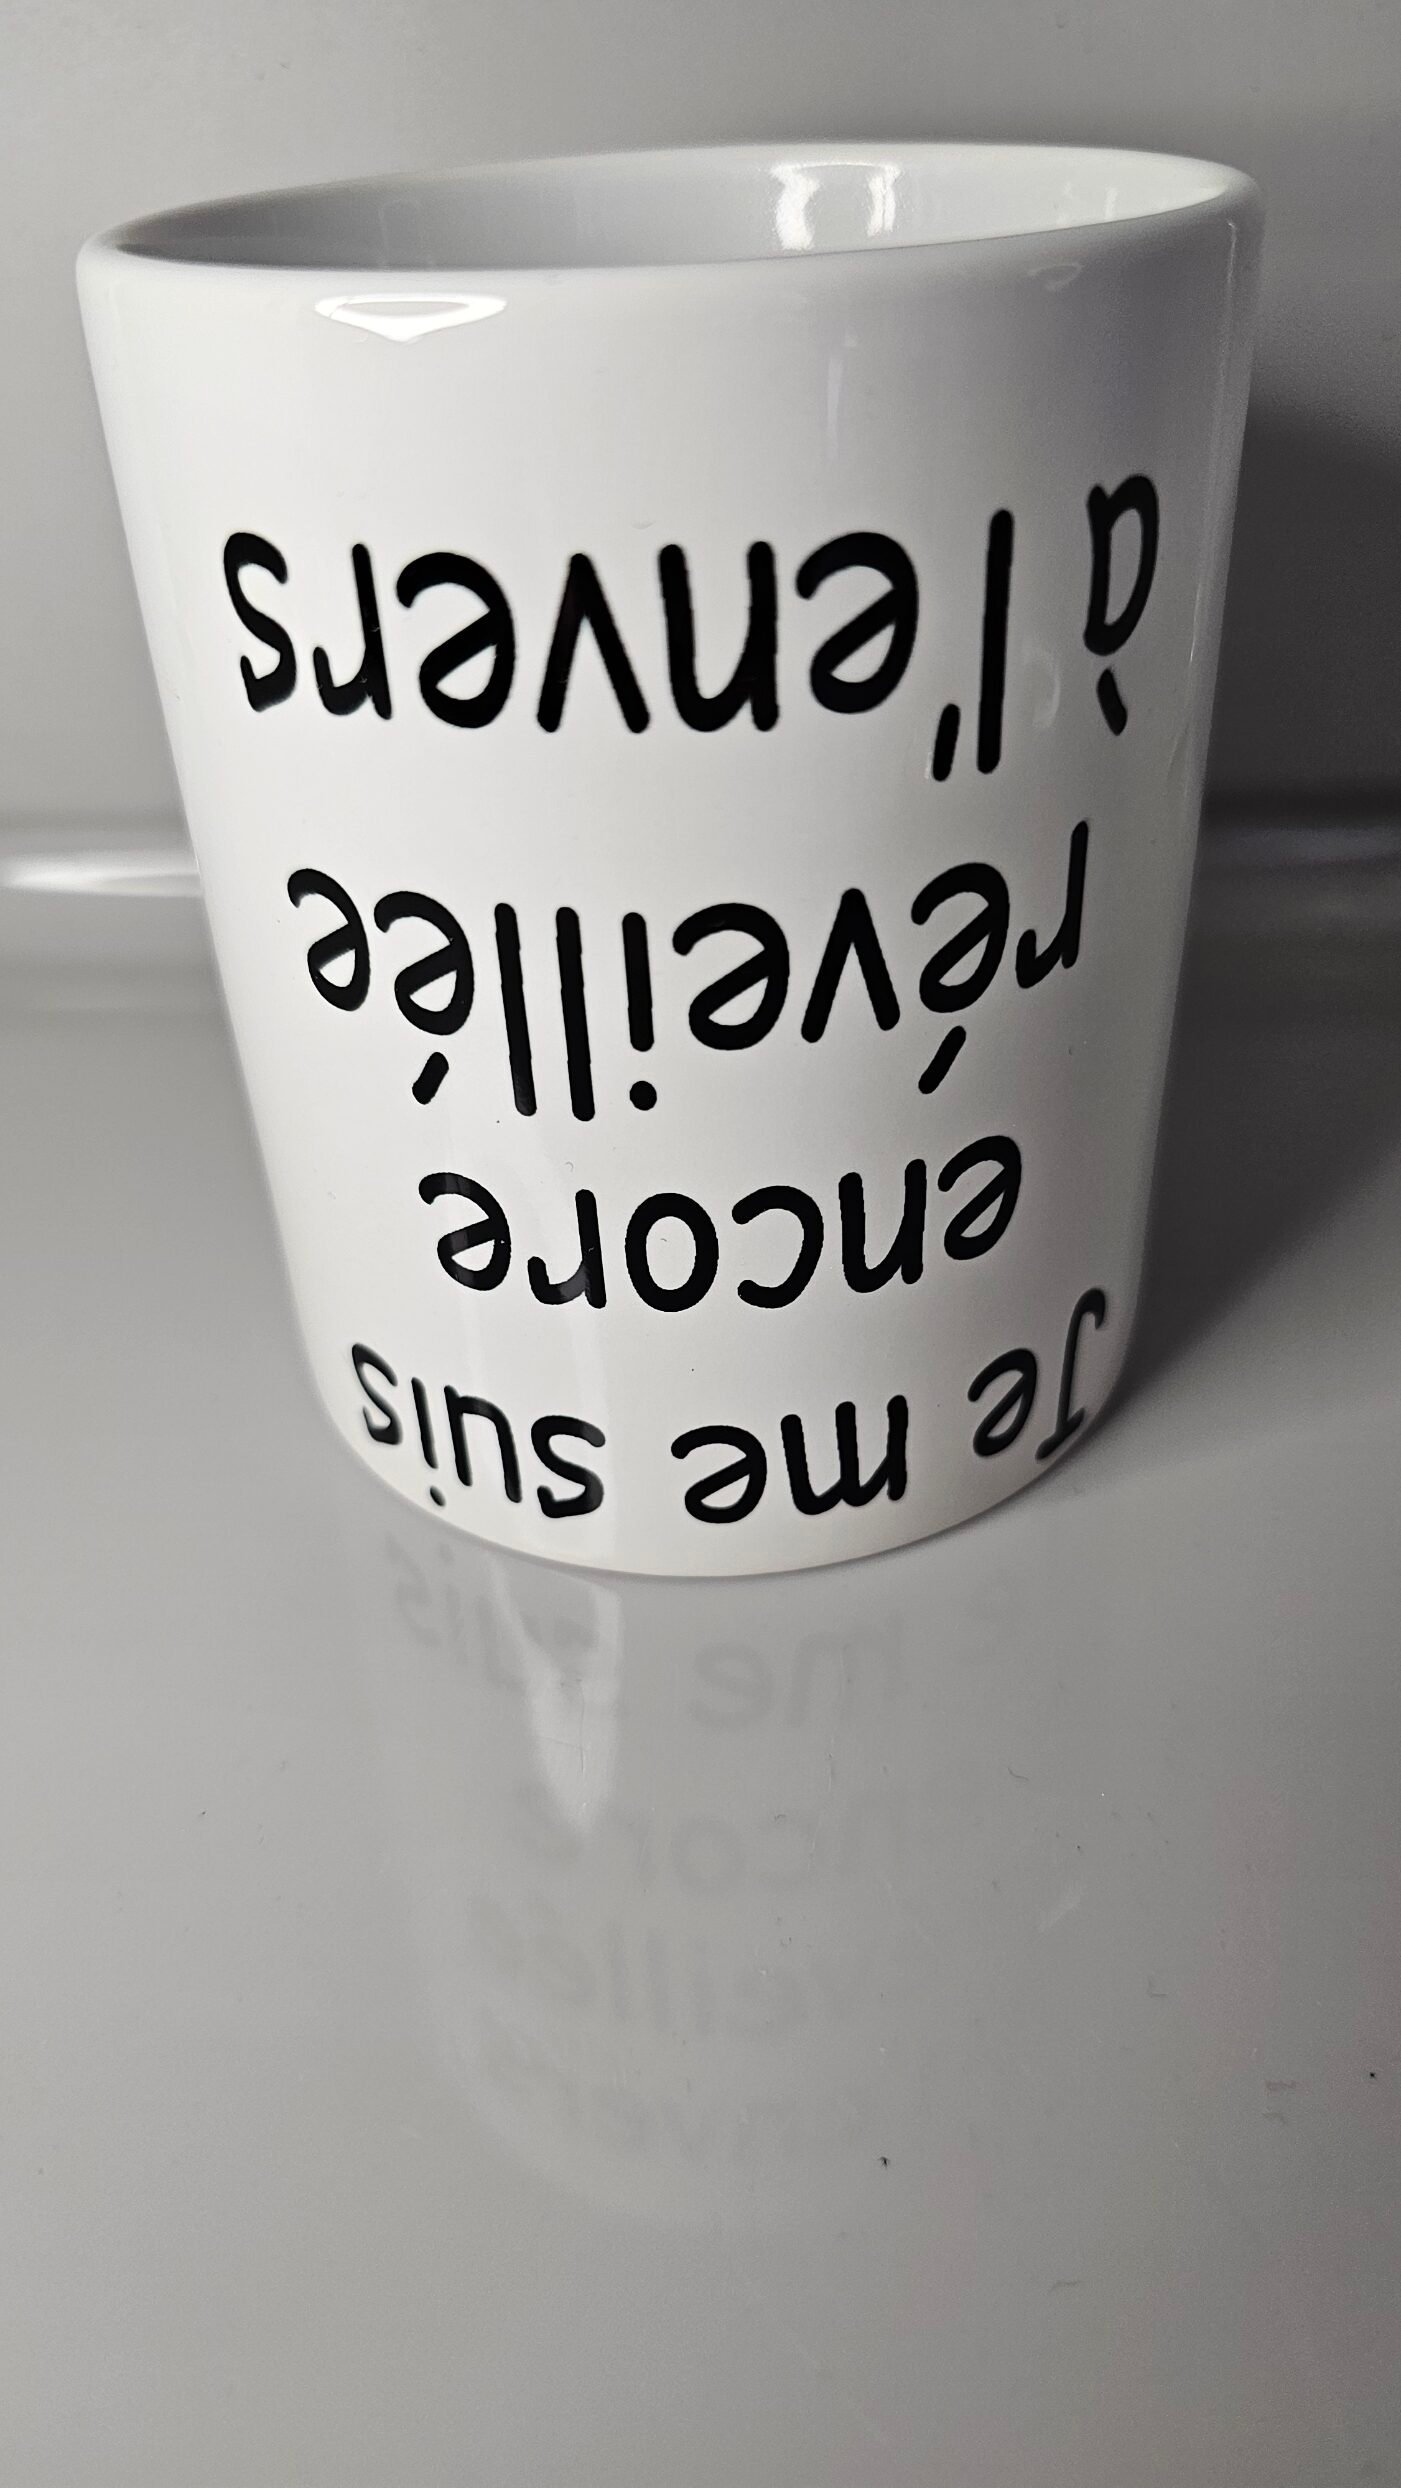 Je me suis
encore
réveillée
à l'envers